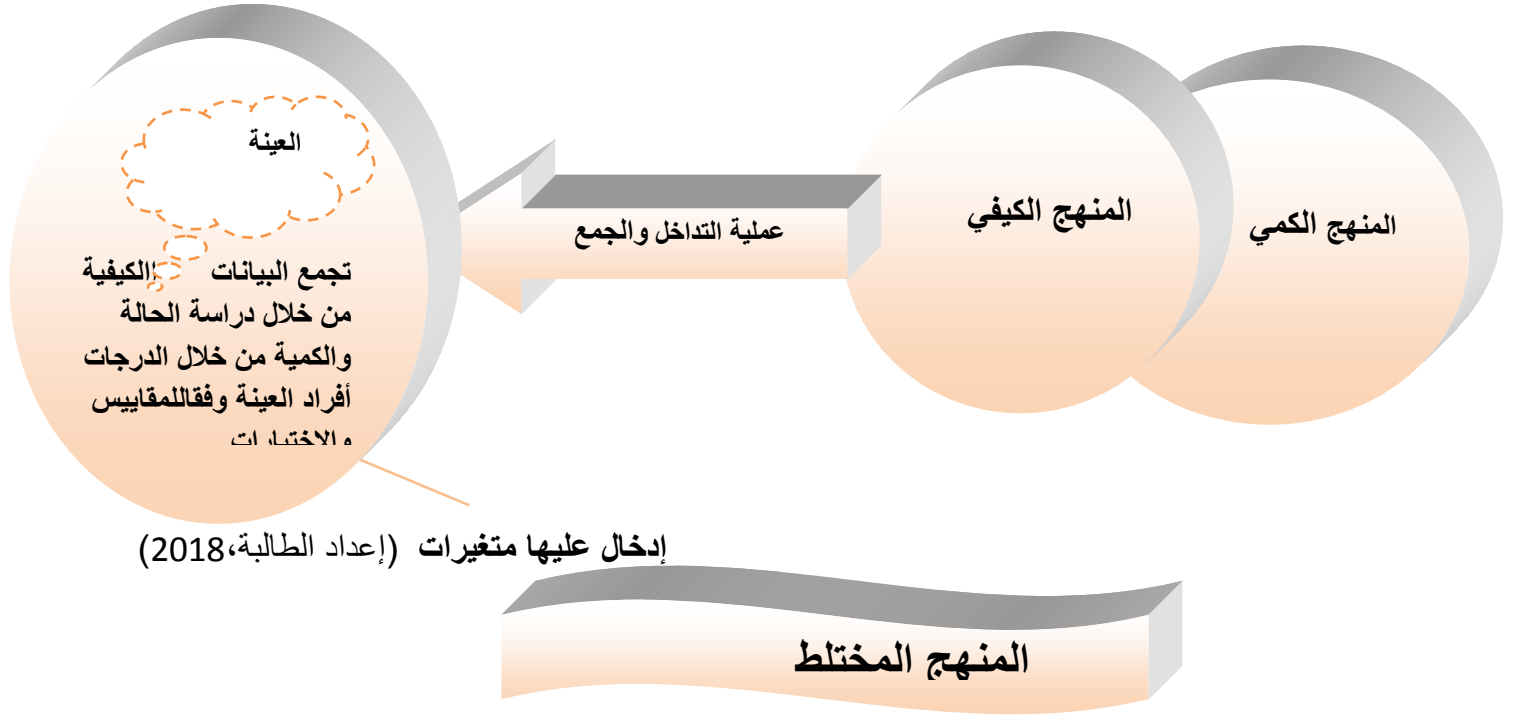 المنهج الكمي
المنهج الكيفي
عملية التداخل والجمع
العينة
تجمع البيانات الكيفية
من خلال دراسة الحالة
والكمية من خلال الدرجات
أفراد العينة وفقاللمقاييس
والاختبارات
إدخال عليها متغيرات (إعداد الطالبة،2018)
المنهج المختلط